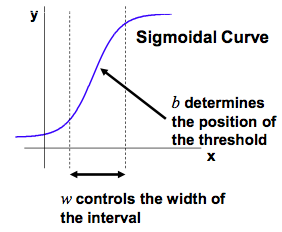 y
Sigmoidal Curve
b determines
the position of
the threshold
x
w controls the width of
the interval